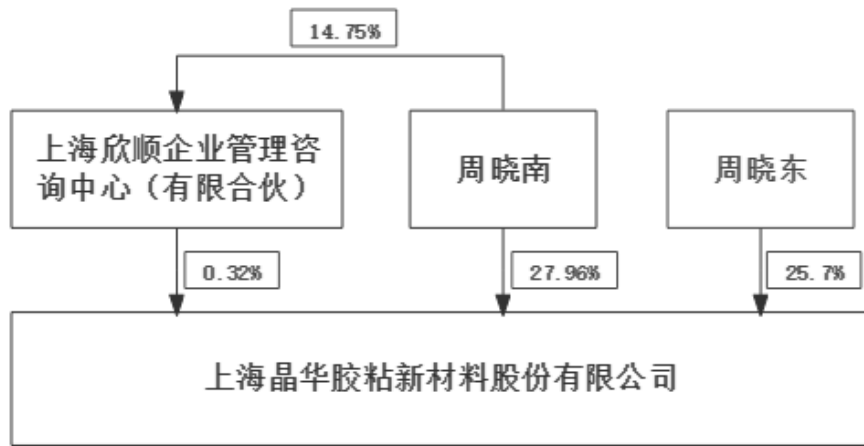 14.75%
上海欣顺企业管理咨
询中心（有限合伙）
周晓南
周晓东
0.32%
27.96%
25.7%
上海晶华胶粘新材料股份有限公司